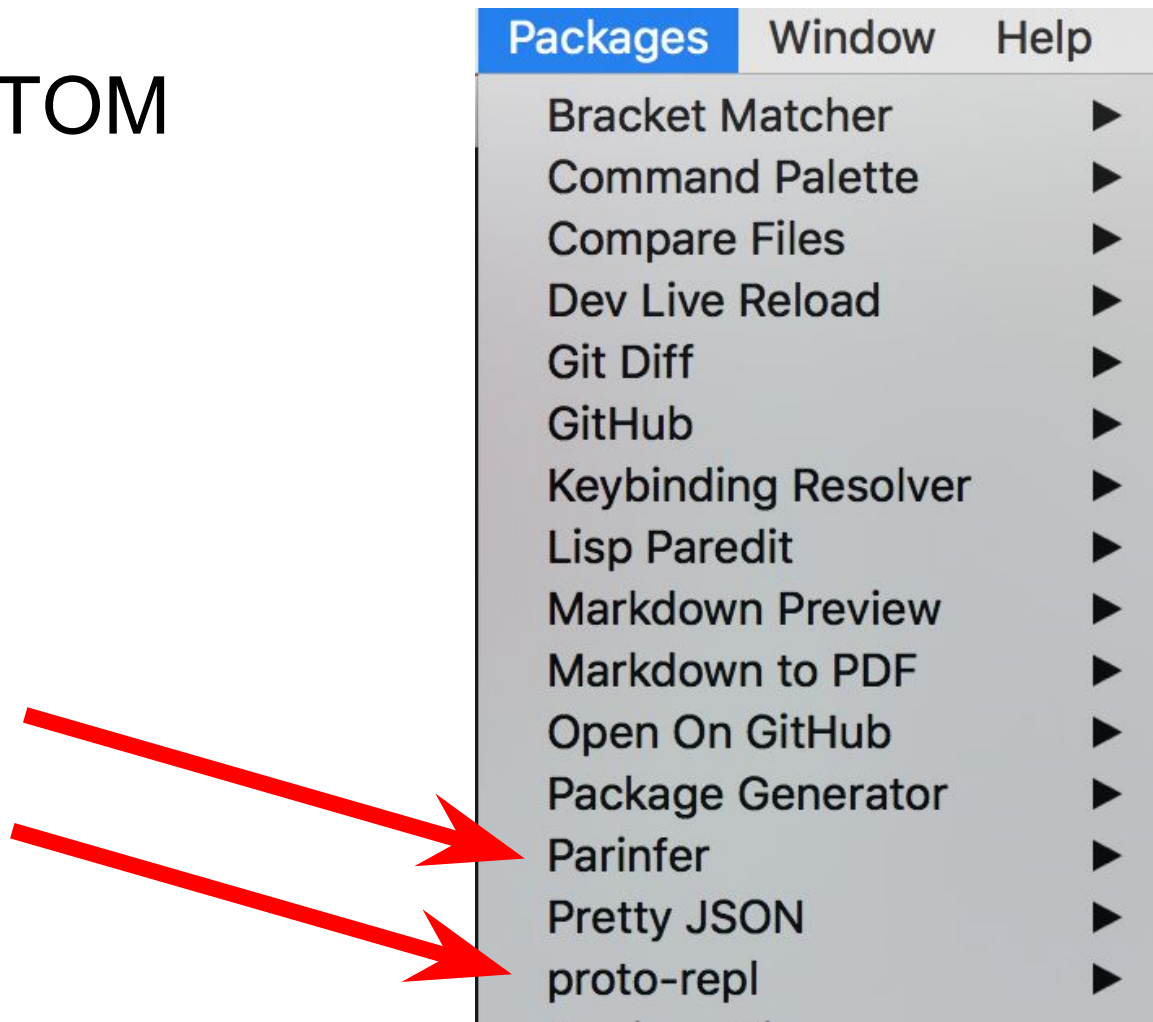 Packages Window Help
TOM
Bracket Matcher
Command Palette
Compare Files
Dev Live Reload
Git Diff
GitHub
Keybinding Resolver
Lisp Paredit
Markdown Preview
Markdown to PDF
Open On GitHub
Package Generator
Parinfer
Pretty JSON
proto-repl